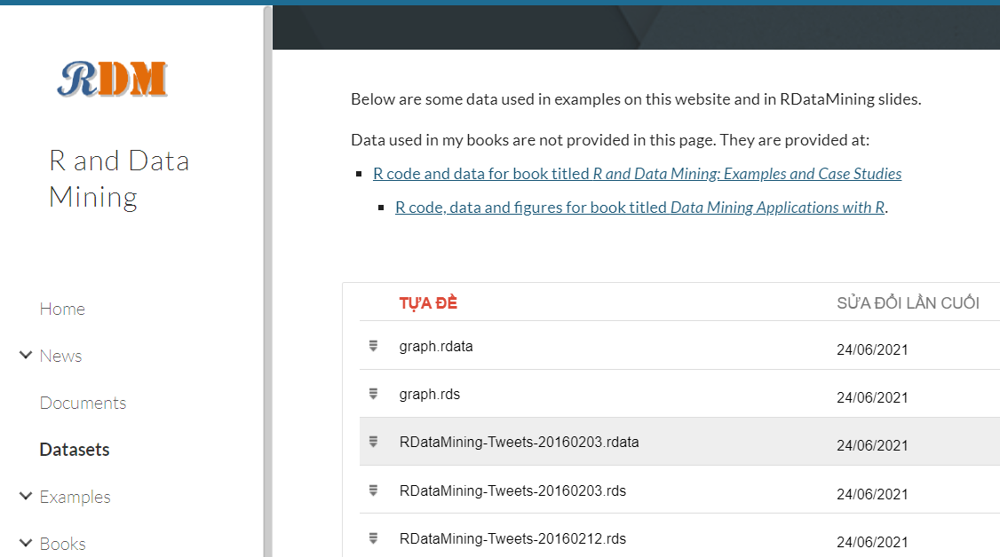 RDM
R and Data
Mining
Home
News
Documents
Datasets
Examples
Books
Below are some data used in examples on this website and in RDataMining slides.
Data used in my books are not provided in this page. They are provided at:
R code and data for book titled R and Data Mining: Examples and Case Studies
R code, data and figures for book titled Data Mining Applications with R.
TỰA ĐỀ SỬA ĐỔI LẦN CUỐI
graph.rdata 24/06/2021
graph.rds 24/06/2021
RDataMining-Tweets-20160203.rdata 24/06/2021
RDataMining-Tweets-20160203.rds 24/06/2021
RDataMining-Tweets-20160212.rds 24/06/2021